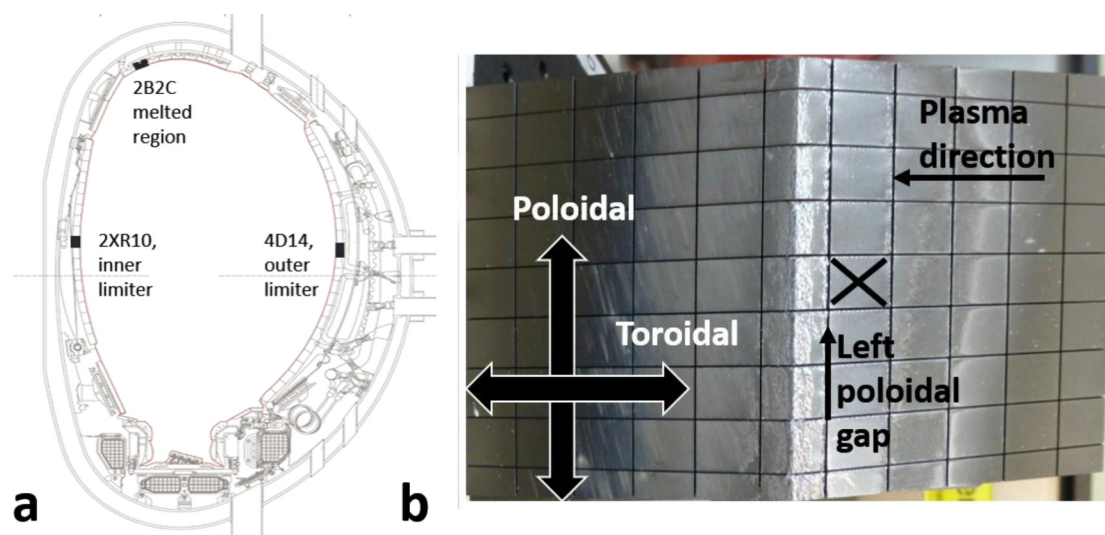 2B2C
melted
region
2XR10,
inner
limiter
4D14,
outer
limiter
a
b
Plasma
direction
Poloidal
Toroidal
Left
poloidal
gap